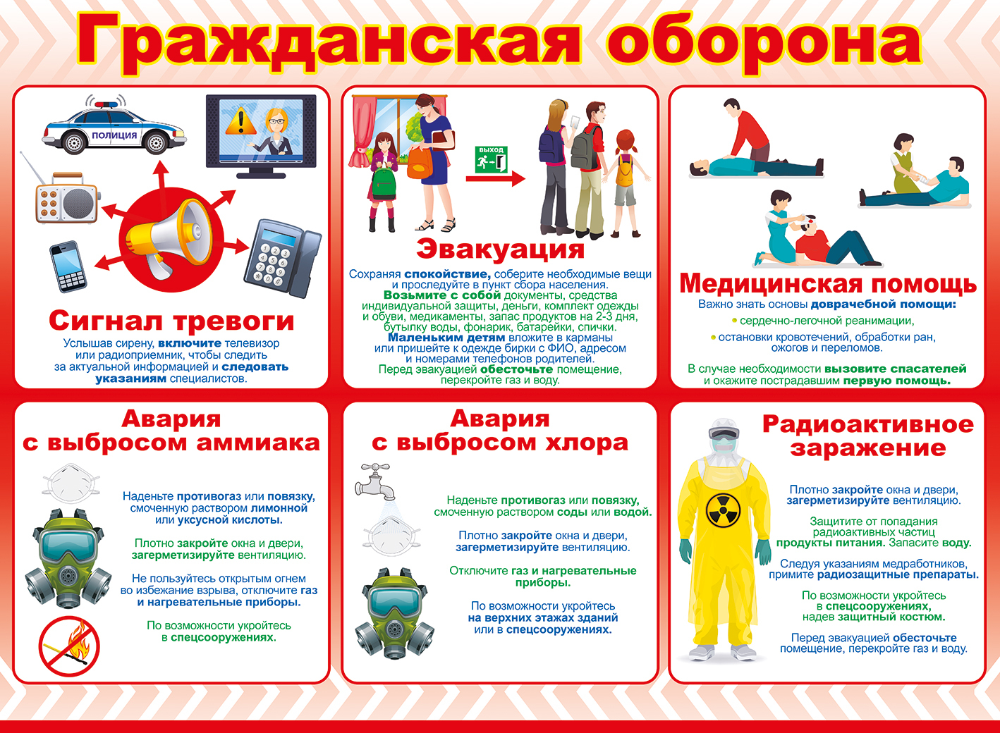 Гражданская оборона
ПОЛИЦИЯ
1 2 3
4 5 6
7 8 9
* 0 #
Сигнал тревоги
Услышав сирену, включите телевизор
или радиоприемник, чтобы следить
за актуальной информацией и следовать
указаниям специалистов.
ВЫХОД
Эвакуация
Сохраняя спокойствие, соберите необходимые вещи
и проследуйте в пункт сбора населения.
Возьмите с собой документы, средства
индивидуальной защиты, деньги, комплект одежды
и обуви, медикаменты, запас продуктов на 2-3 дня,
бутылку воды, фонарик, батарейки, спички.
Маленьким детям вложите в карманы
или пришейте к одежде бирки с ФИО, адресом
и номерами телефонов родителей.
Перед эвакуацией обесточьте помещение,
перекройте газ и воду.
Медицинская помощь
Важно знать основы доврачебной помощи:
• сердечно-легочной реанимации,
• остановки кровотечений, обработки ран,
ожогов и переломов.
В случае необходимости вызовите спасателей
и окажите пострадавшим первую помощь.
Авария
с выбросом аммиака
Наденьте противогаз или повязку,
смоченную раствором лимонной
или уксусной кислоты.
Плотно закройте окна и двери,
загерметизируйте вентиляцию.
Не пользуйтесь открытым огнем
во избежание взрыва, отключите газ
и нагревательные приборы.
По возможности укройтесь
в спецсооружениях.
Авария
с выбросом хлора
Наденьте противогаз или повязку,
смоченную раствором соды или водой.
Плотно закройте окна и двери,
загерметизируйте вентиляцию.
Отключите газ и нагревательные
приборы.
По возможности укройтесь
на верхних этажах зданий
или в спецсооружениях.
Радиоактивное
заражение
Плотно закройте окна и двери,
загерметизируйте вентиляцию.
Защитите от попадания
радиоактивных частиц
продукты питания. Запасите воду.
Следуя указаниям медработников,
примите радиозащитные препараты.
По возможности укройтесь
в спецсооружениях,
надев защитный костюм.
Перед эвакуацией обесточьте
помещение, перекройте газ и воду.